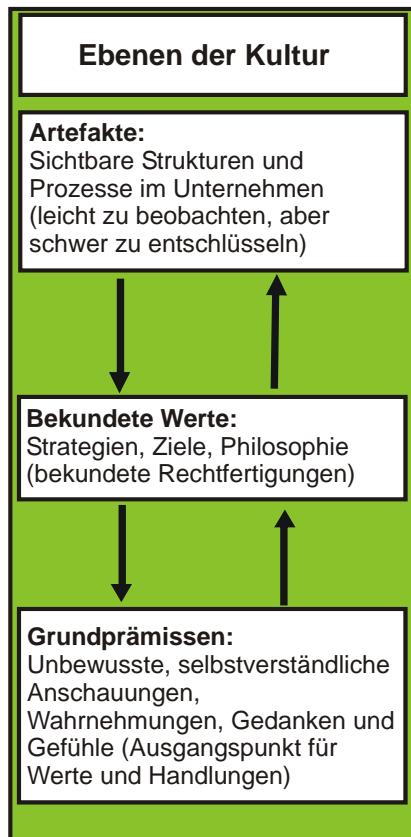 Ebenen der Kultur
Artefakte:
Sichtbare Strukturen und
Prozesse im Unternehmen
(leicht zu beobachten, aber
schwer zu entschlüsseln)
Bekundete Werte:
Strategien, Ziele, Philosophie
(bekundete Rechtfertigungen)
Grundprämissen:
Unbewusste, selbstverständliche
Anschauungen,
Wahrnehmungen, Gedanken und
Gefühle (Ausgangspunkt für
Werte und Handlungen)